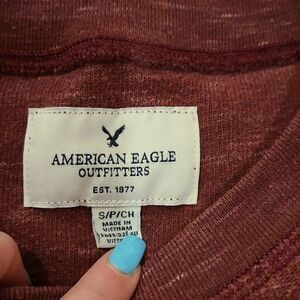 AMERICAN EAGLE
OUTFITTERS
EST. 1977
S/P/CH
MADE IN
VIETNAM